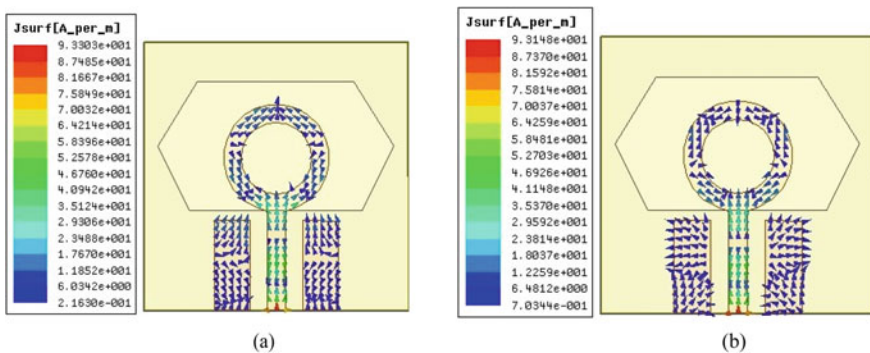 Jsurf[A_per_m]
9.3303e+001
8.7485e+001
8.1667e+001
7.5849e+001
7.0032e+001
6.4214e+001
5.8396e+001
5.2578e+001
4.6760e+001
4.0942e+001
3.5124e+001
2.9306e+001
2.3488e+001
1.7670e+001
1.1852e+001
6.0342e+000
2.1630e-001
(a)
Jsurf[A_per_m]
9.3148e+001
8.7370e+001
8.1592e+001
7.5814e+001
7.0037e+001
6.4259e+001
5.8481e+001
5.2703e+001
4.6926e+001
4.1148e+001
3.5370e+001
2.9592e+001
2.3814e+001
1.8037e+001
1.2259e+001
6.4812e+000
7.0344e-001
(b)